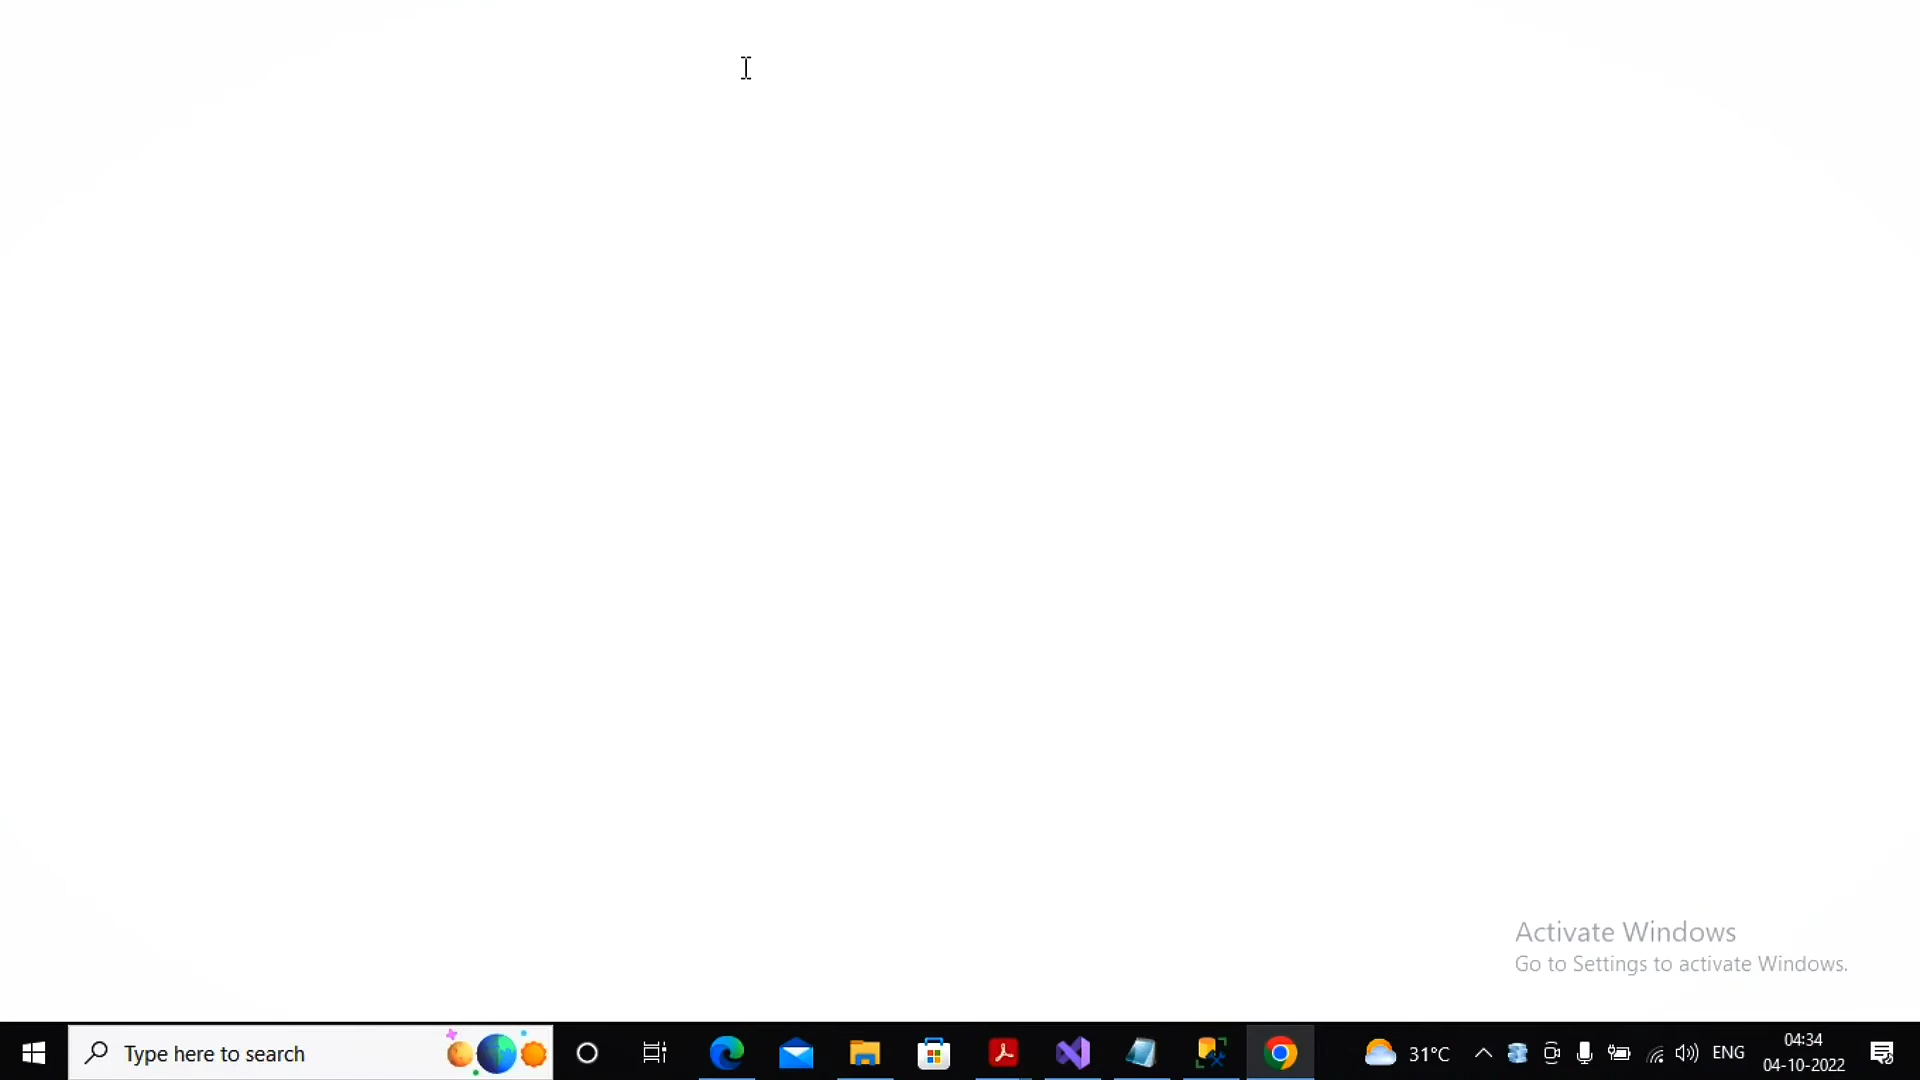 Activate Windows
Go to Settings to activate Windows.
Type here to search
31°C
ENG
04:34
04-10-2022